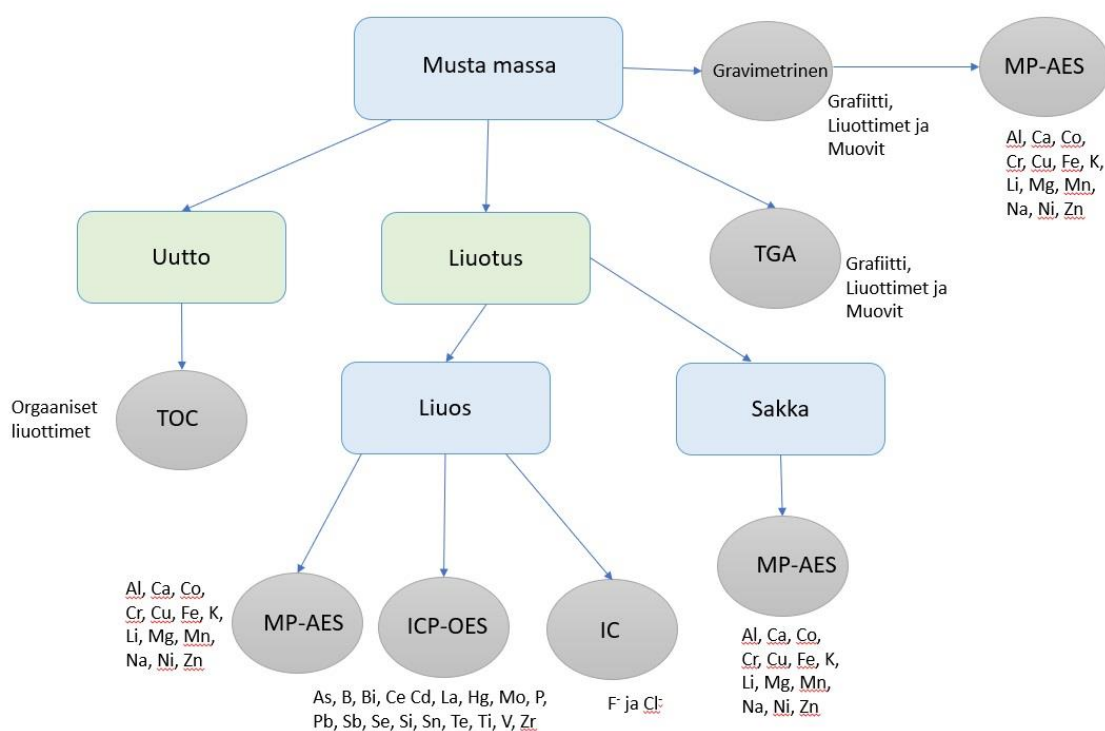 Musta massa
Gravimetrinen
MP-AES
Grafiitti,
Liuottimet ja
Muovit
Al, Ca, Co,
Cr, Cu, Fe, K,
Li, Mg, Mn,
Na, Ni, Zn
Uutto
Liuotus
TGA
Grafiitti,
Liuottimet ja
Muovit
Orgaaniset
liuottimet
TOC
Liuos
Sakka
MP-AES
Al, Ca, Co,
Cr, Cu, Fe, K,
Li, Mg, Mn,
Na, Ni, Zn
MP-AES
ICP-OES
IC
Al, Ca, Co,
Cr, Cu, Fe, K,
Li, Mg, Mn,
Na, Ni, Zn
As, B, Bi, Ce Cd, La, Hg, Mo, P,
Pb, Sb, Se, Si, Sn, Te, Ti, V, Zr
F⁻ ja Cl⁻